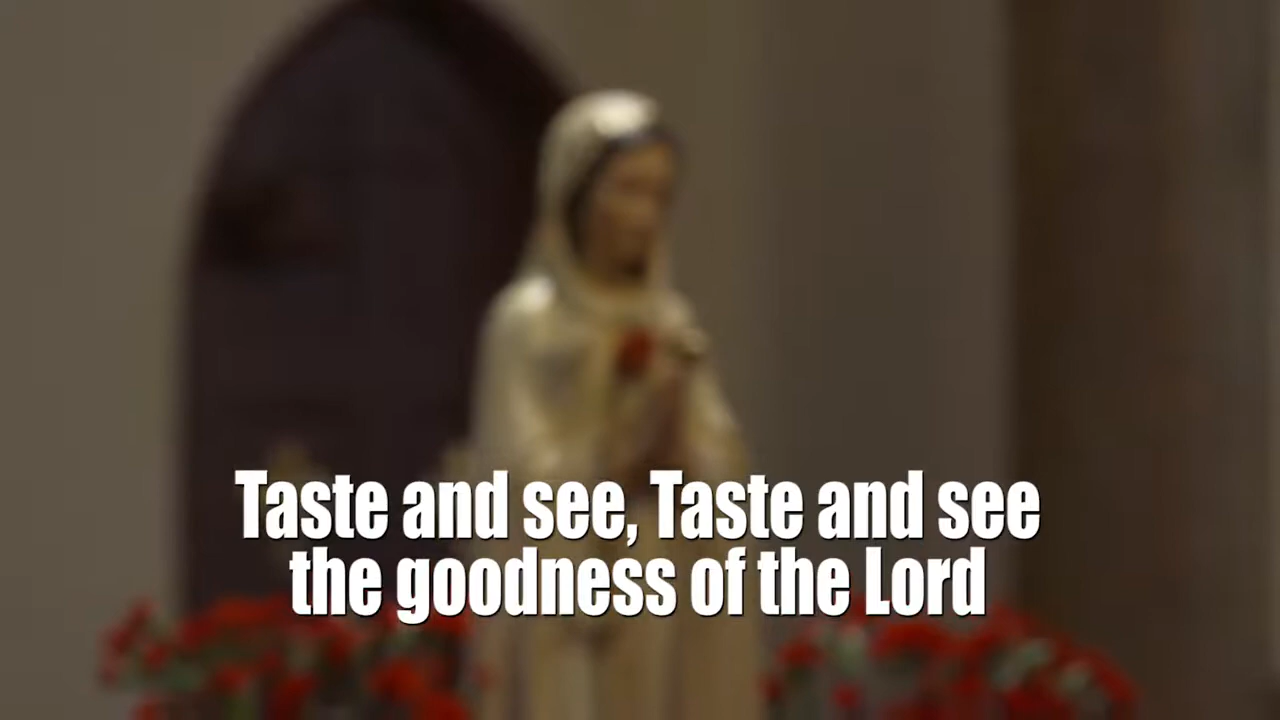 Taste and see, Taste and see
the goodness of the Lord